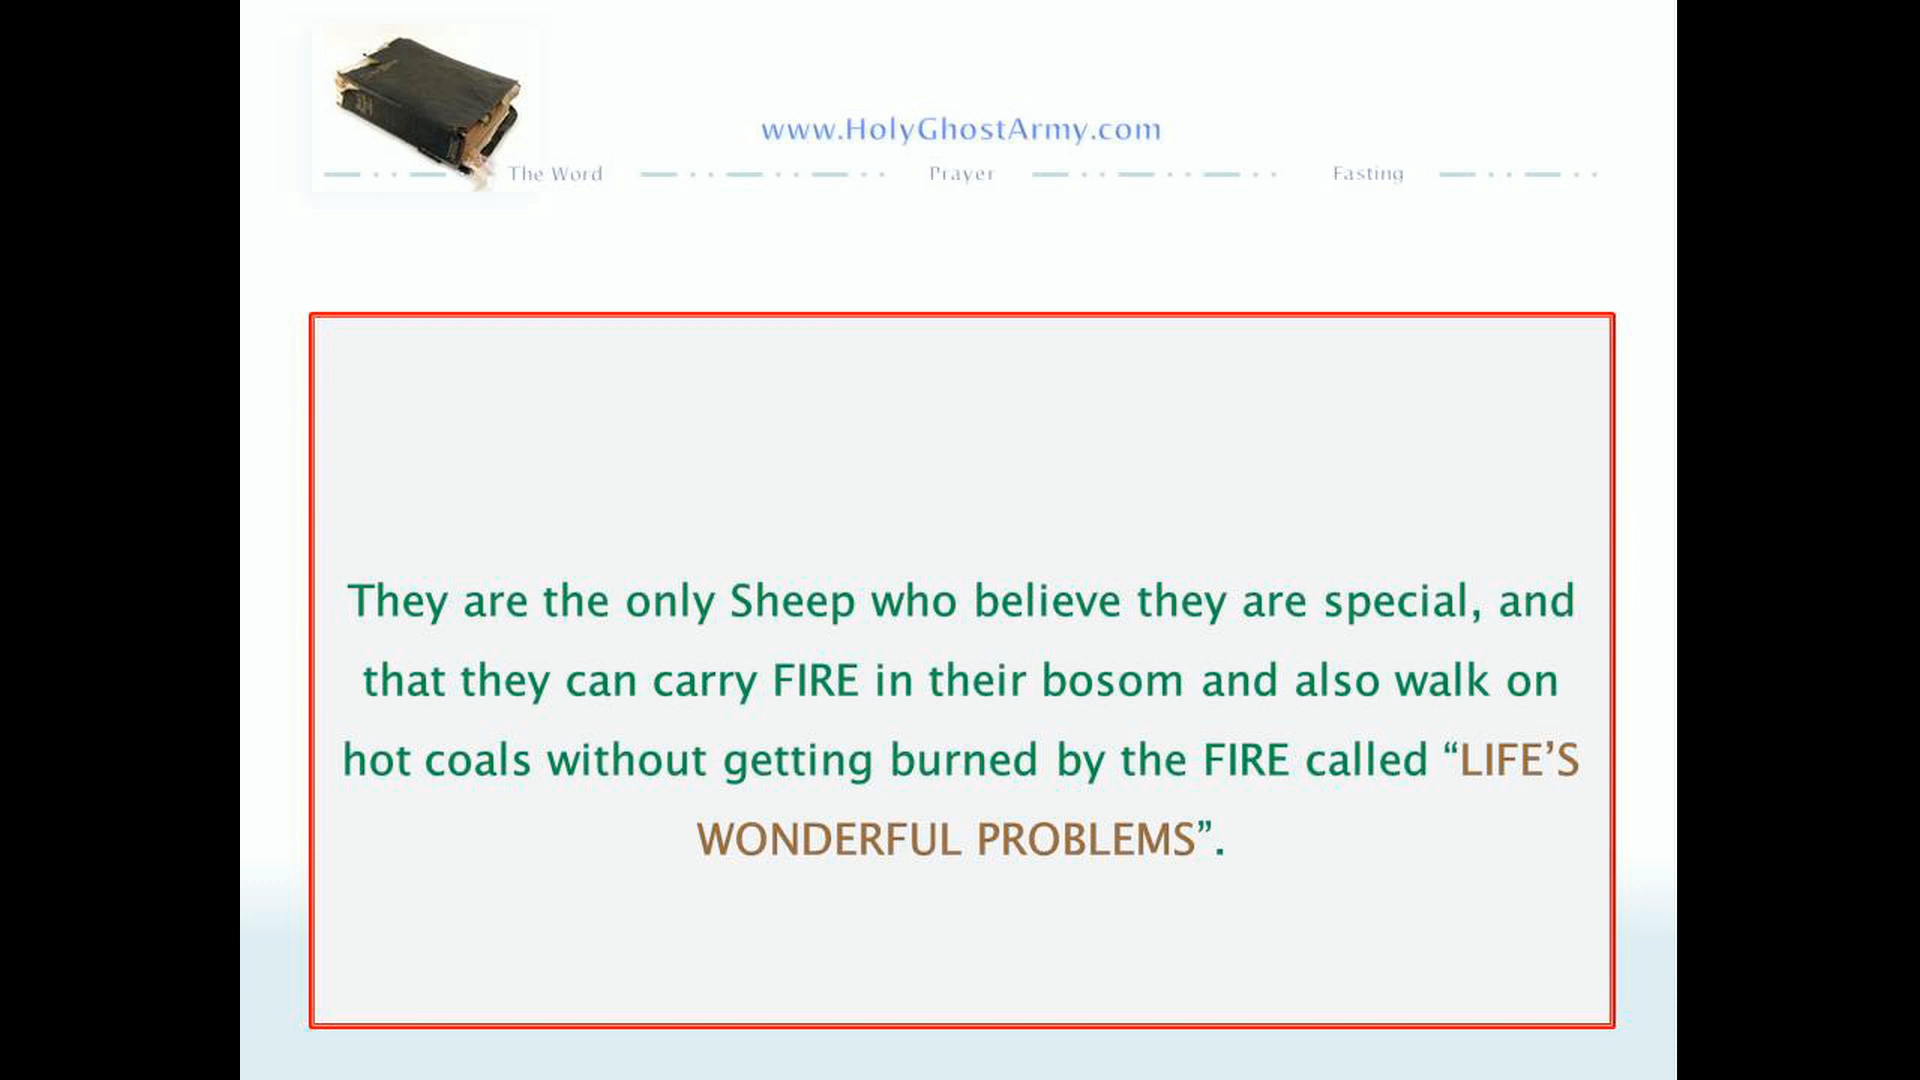 www.HolyGhostArmy.com
The Word Prayer Fasting
They are the only Sheep who believe they are special, and
that they can carry FIRE in their bosom and also walk on
hot coals without getting burned by the FIRE called “LIFE’S
WONDERFUL PROBLEMS”.